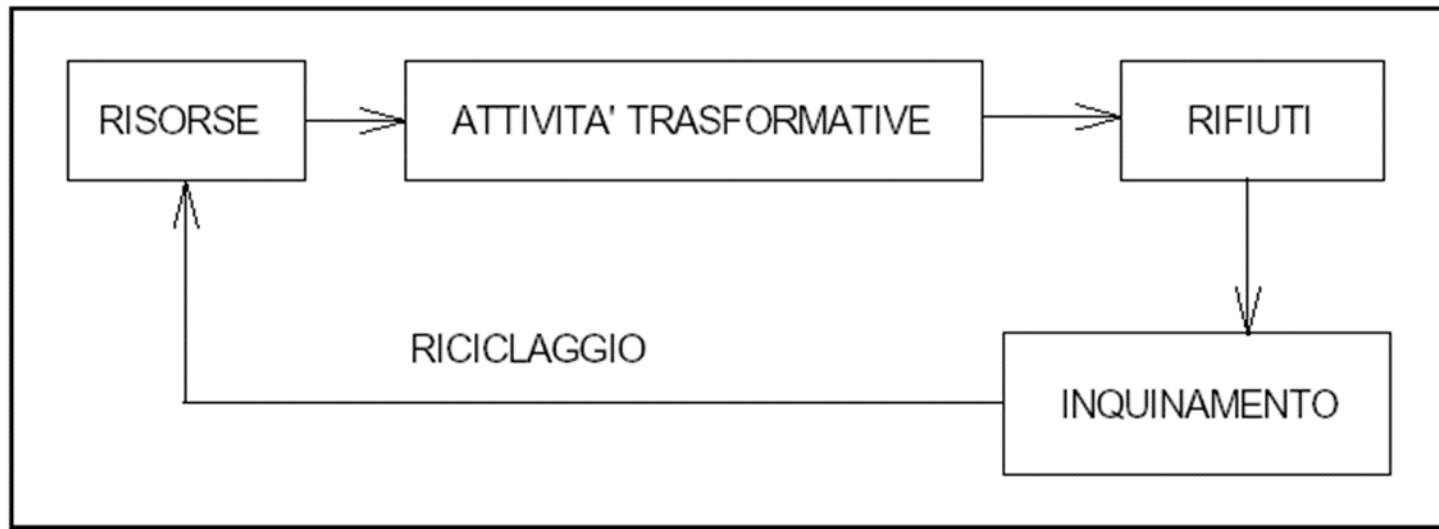 RISORSE
ATTIVITA' TRASFORMATIVE
RIFIUTI
RICICLAGGIO
INQUINAMENTO